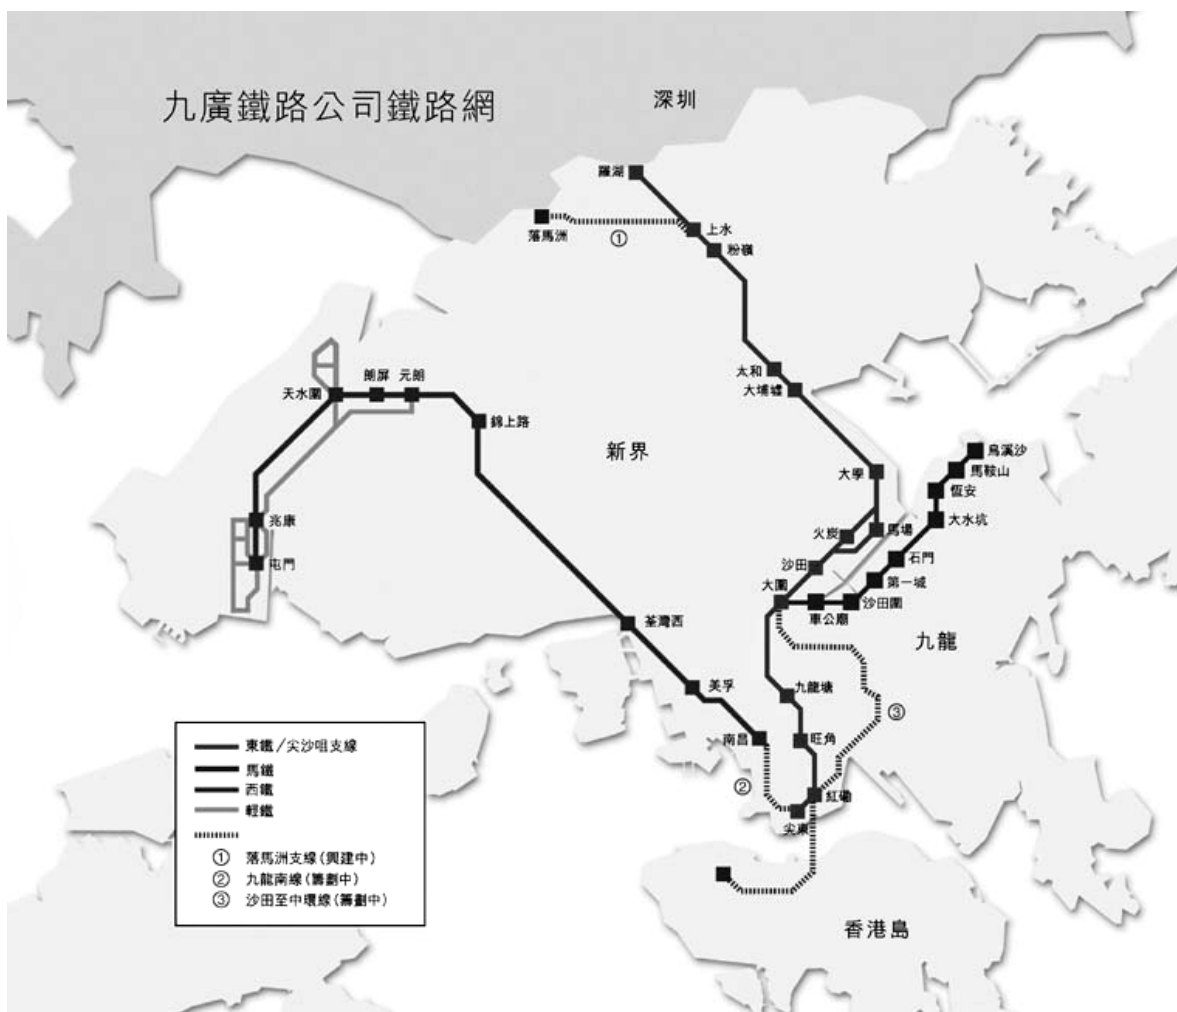 九廣鐵路公司鐵路網
深圳
羅湖
落馬洲
①
上水
粉嶺
太和
大埔墟
天水圍
朗屏
元朗
錦上路
新界
大學
烏溪沙
馬鞍山
恆安
大水坑
兆康
屯門
火炭
馬場
石門
沙田
第一城
大圍
車公廟
沙田圍
荃灣西
九龍
美孚
九龍塘
③
南昌
旺角
②
紅磡
尖東
香港島
東鐵/尖沙咀支線
馬鐵
西鐵
輕鐵
① 落馬洲支線(興建中)
② 九龍南線(籌劃中)
③ 沙田至中環線(籌劃中)